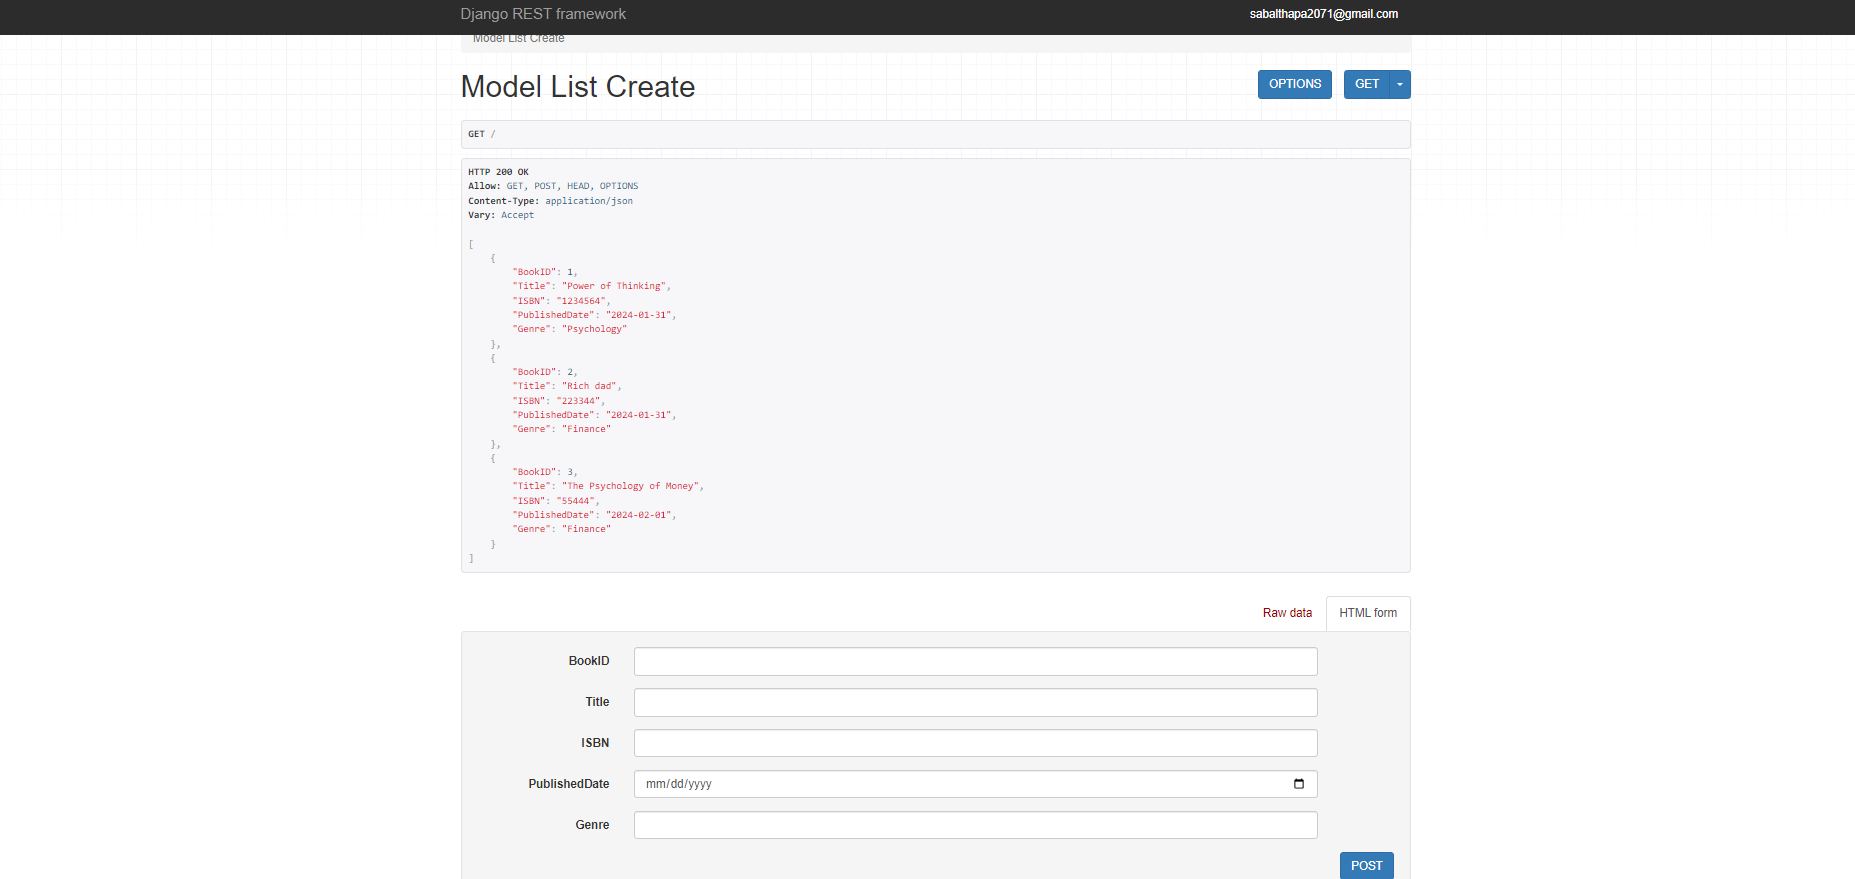 Django REST framework
sabalthapa2071@gmail.com
Model List Create
Model List Create
OPTIONS
GET
GET /
HTTP 200 OK
Allow: GET, POST, HEAD, OPTIONS
Content-Type: application/json
Vary: Accept
[
    {
        "BookID": 1,
        "Title": "Power of Thinking",
        "ISBN": "1234564",
        "PublishedDate": "2024-01-31",
        "Genre": "Psychology"
    },
    {
        "BookID": 2,
        "Title": "Rich dad",
        "ISBN": "223344",
        "PublishedDate": "2024-01-31",
        "Genre": "Finance"
    },
    {
        "BookID": 3,
        "Title": "The Psychology of Money",
        "ISBN": "55444",
        "PublishedDate": "2024-02-01",
        "Genre": "Finance"
    }
]
Raw data
HTML form
BookID
Title
ISBN
PublishedDate
mm/dd/yyyy
Genre
POST